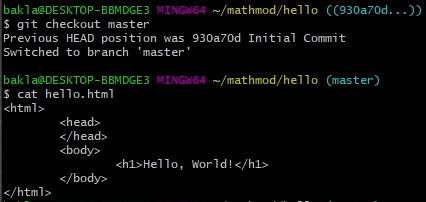 bakla@DESKTOP-BBMDGE3 MINGW64 ~/mathmod/hello ((930a70d...))
$ git checkout master
Previous HEAD position was 930a70d Initial Commit
Switched to branch 'master'
bakla@DESKTOP-BBMDGE3 MINGW64 ~/mathmod/hello (master)
$ cat hello.html
<html>
<head>
</head>
<body>
<h1>Hello, World!</h1>
</body>
</html>